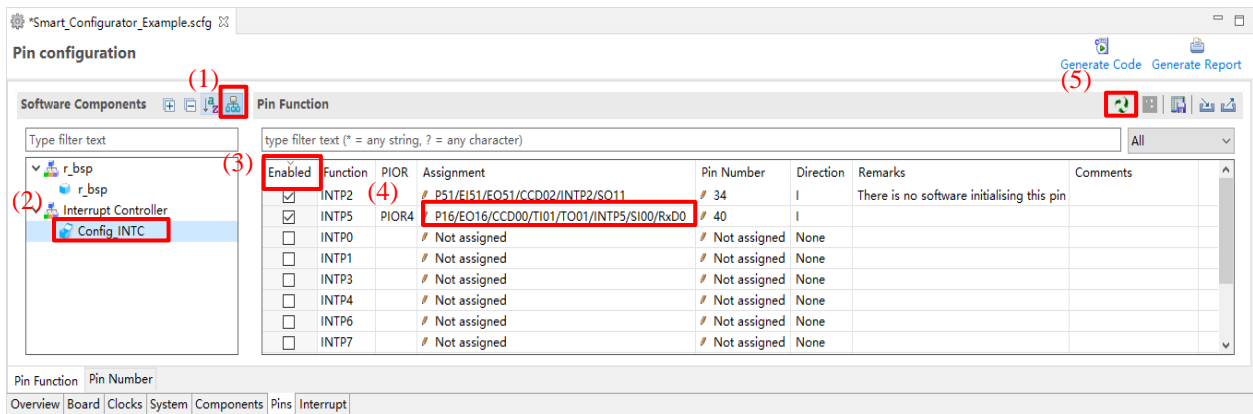 *Smart_Configurator_Example.scfg
Pin configuration
Generate Code Generate Report
(1)
(5)
Software Components
Pin Function
Type filter text
type filter text (* = any string, ? = any character)
All
(3)
Enabled Function PIOR Assignment Pin Number Direction Remarks Comments
r_bsp
r_bsp
(2)
Interrupt Controller
Config_INTC
(4)
INTP2 P51/EI51/EO51/CCD02/INTP2/SO11 34 I There is no software initialising this pin
INTP5 PIOR4 P16/EO16/CCD00/TI01/TO01/INTP5/SI00/RxD0 40 I
INTP0 Not assigned Not assigned None
INTP1 Not assigned Not assigned None
INTP3 Not assigned Not assigned None
INTP4 Not assigned Not assigned None
INTP6 Not assigned Not assigned None
INTP7 Not assigned Not assigned None
Pin Function Pin Number
Overview Board Clocks System Components Pins Interrupt